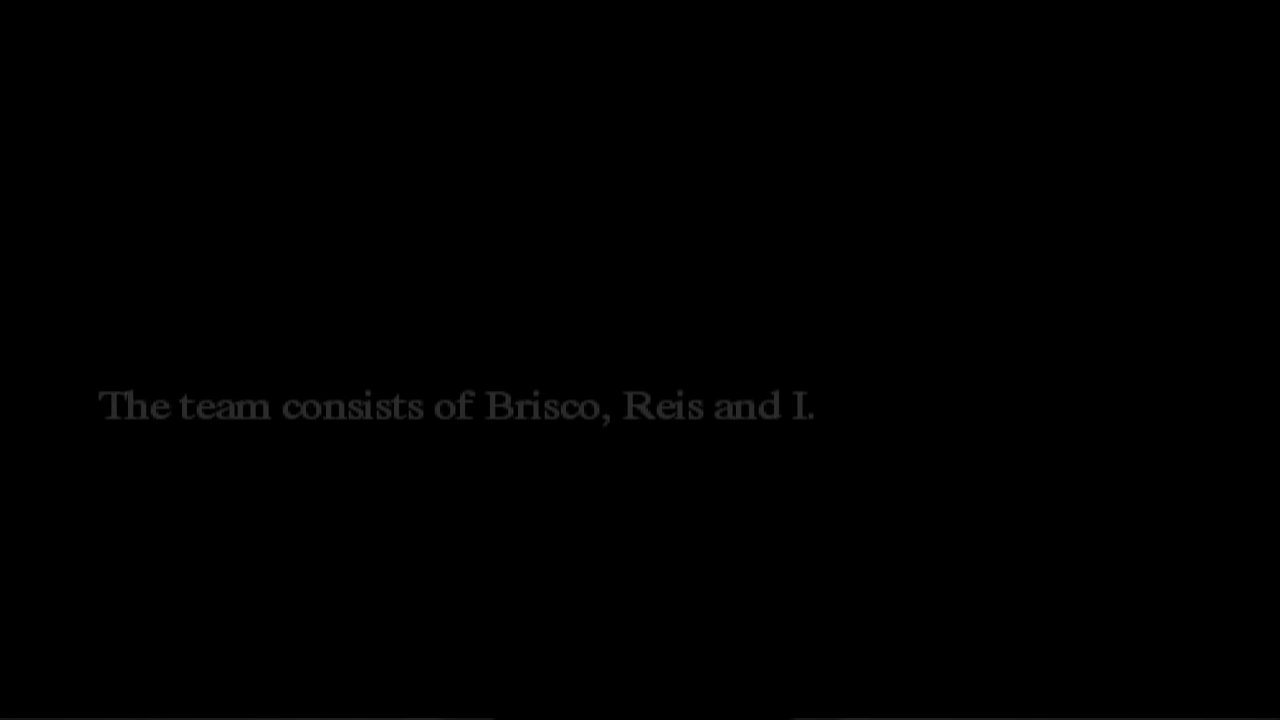 The team consists of Brisco, Reis and I.